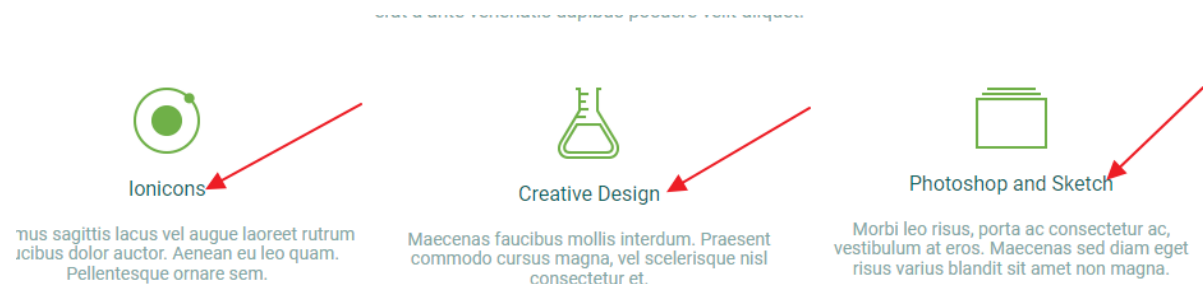 Ionicons
mus sagittis lacus vel augue laoreet rutrum
ucibus dolor auctor. Aenean eu leo quam.
Pellentesque ornare sem.
Creative Design
Maecenas faucibus mollis interdum. Praesent
commodo cursus magna, vel scelerisque nisl
consectetur et.
Photoshop and Sketch
Morbi leo risus, porta ac consectetur ac,
vestibulum at eros. Maecenas sed diam eget
risus varius blandit sit amet non magna.